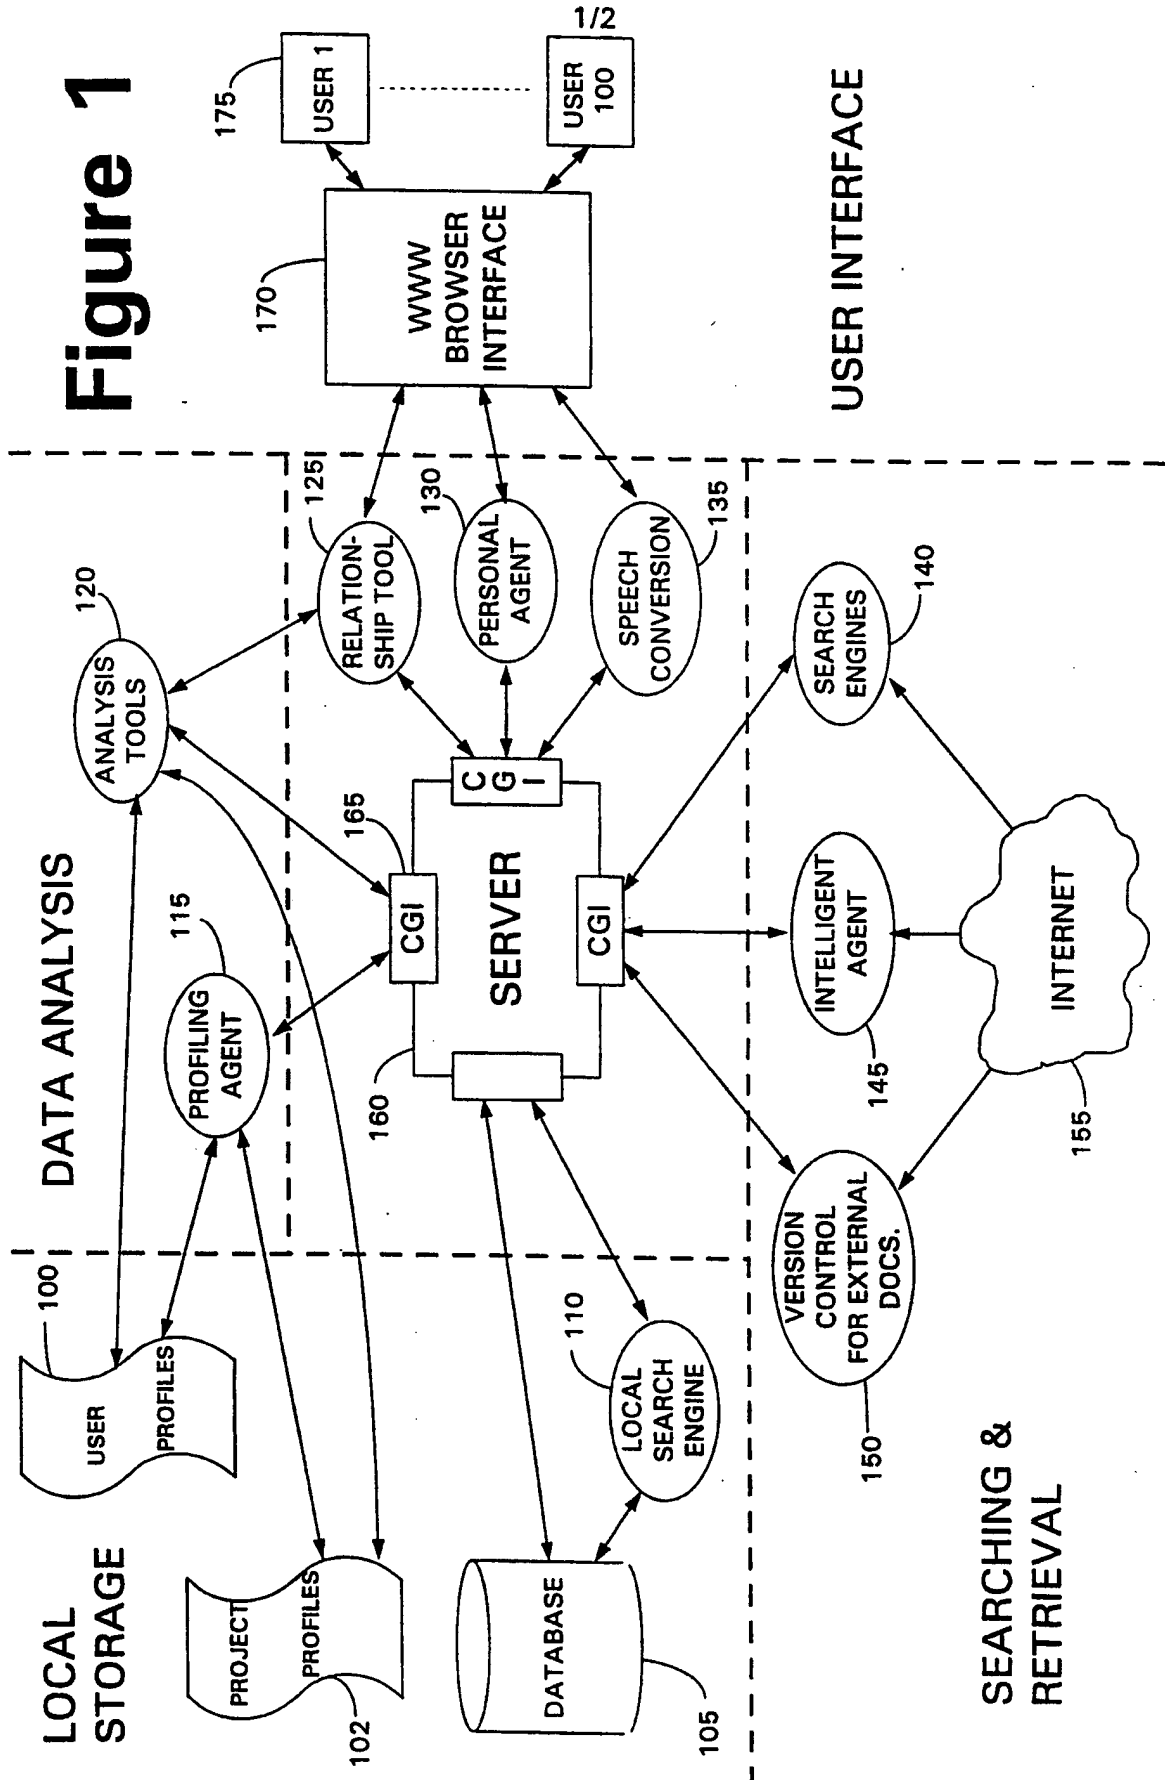 1/2
Figure 1
LOCAL
STORAGE
DATA ANALYSIS
USER INTERFACE
SEARCHING &
RETRIEVAL
100
USER
PROFILES
PROJECT
PROFILES
102
DATABASE
105
110
LOCAL
SEARCH
ENGINE
115
PROFILING
AGENT
120
ANALYSIS
TOOLS
125
RELATION-
SHIP TOOL
130
PERSONAL
AGENT
135
SPEECH
CONVERSION
160
165
CGI
SERVER
C
G
I
CGI
170
WWW
BROWSER
INTERFACE
175
USER 1
USER
100
150
VERSION
CONTROL
FOR EXTERNAL
DOCS.
145
INTELLIGENT
AGENT
140
SEARCH
ENGINES
155
INTERNET